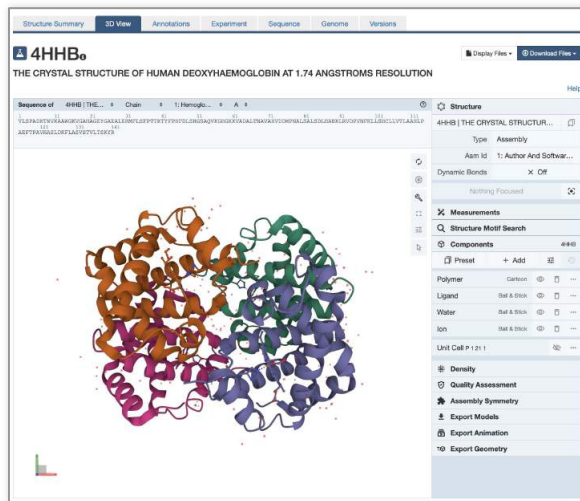 Structure Summary 3D View Annotations Experiment Sequence Genome Versions
4HHB
Display Files Download Files
THE CRYSTAL STRUCTURE OF HUMAN DEOXYHAEMOGLOBIN AT 1.74 ANGSTROMS RESOLUTION
Help
Sequence of 4HHB | THE... Chain 1: Hemoglo... A
Structure
4HHB | THE CRYSTAL STRUCTUR...
Type Assembly
Asm Id 1: Author And Softwar...
Dynamic Bonds × Off
Nothing Focused
Measurements
Structure Motif Search
Components 4HHB
Preset + Add
Polymer Cartoon
Ligand Ball & Stick
Water Ball & Stick
Ion Ball & Stick
Unit Cell P 1 21 1
Density
Quality Assessment
Assembly Symmetry
Export Models
Export Animation
Export Geometry